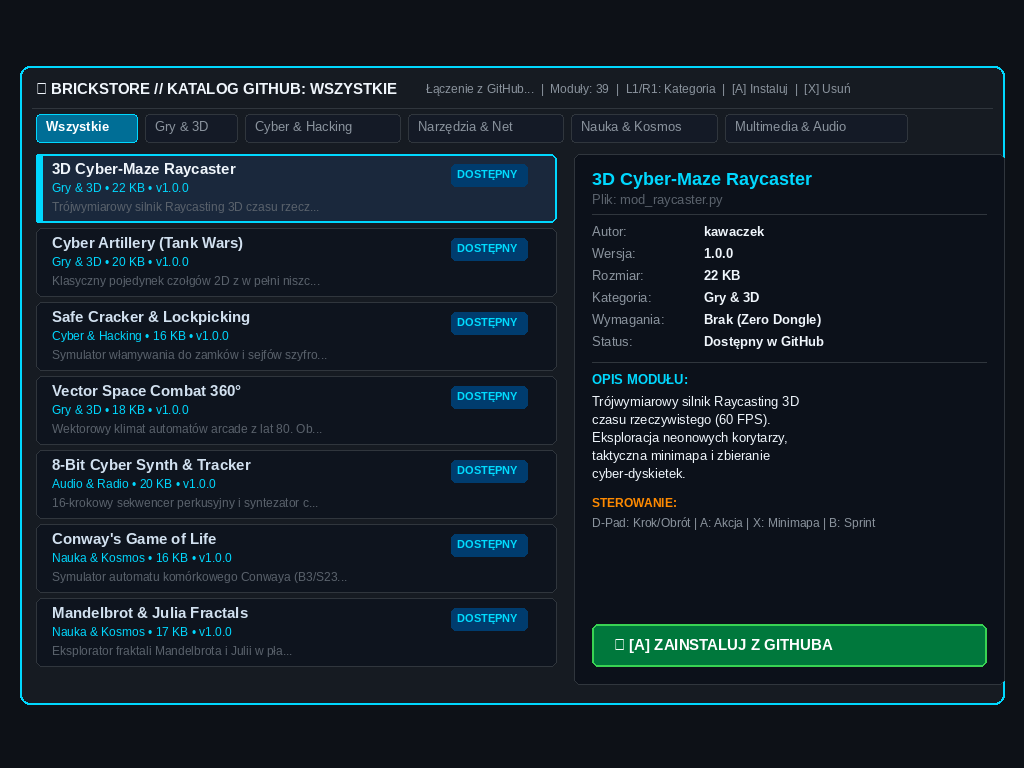 BRICKSTORE // KATALOG GITHUB: WSZYSTKIE
Łączenie z GitHub... | Moduły: 39 | L1/R1: Kategoria | [A] Instaluj | [X] Usuń
Wszystkie
Gry & 3D
Cyber & Hacking
Narzędzia & Net
Nauka & Kosmos
Multimedia & Audio
3D Cyber-Maze Raycaster
DOSTĘPNY
Gry & 3D • 22 KB • v1.0.0
Trójwymiarowy silnik Raycasting 3D czasu rzecz...
Cyber Artillery (Tank Wars)
DOSTĘPNY
Gry & 3D • 20 KB • v1.0.0
Klasyczny pojedynek czołgów 2D z w pełni niszc...
Safe Cracker & Lockpicking
DOSTĘPNY
Cyber & Hacking • 16 KB • v1.0.0
Symulator włamywania do zamków i sejfów szyfro...
Vector Space Combat 360°
DOSTĘPNY
Gry & 3D • 18 KB • v1.0.0
Wektorowy klimat automatów arcade z lat 80. Ob...
8-Bit Cyber Synth & Tracker
DOSTĘPNY
Audio & Radio • 20 KB • v1.0.0
16-krokowy sekwencer perkusyjny i syntezator c...
Conway's Game of Life
DOSTĘPNY
Nauka & Kosmos • 16 KB • v1.0.0
Symulator automatu komórkowego Conwaya (B3/S23...
Mandelbrot & Julia Fractals
DOSTĘPNY
Nauka & Kosmos • 17 KB • v1.0.0
Eksplorator fraktali Mandelbrota i Julii w pła...
3D Cyber-Maze Raycaster
Plik: mod_raycaster.py
Autor: kawaczek
Wersja: 1.0.0
Rozmiar: 22 KB
Kategoria: Gry & 3D
Wymagania: Brak (Zero Dongle)
Status: Dostępny w GitHub
OPIS MODUŁU:
Trójwymiarowy silnik Raycasting 3D
czasu rzeczywistego (60 FPS).
Eksploracja neonowych korytarzy,
taktyczna minimapa i zbieranie
cyber-dyskietek.
STEROWANIE:
D-Pad: Krok/Obrót | A: Akcja | X: Minimapa | B: Sprint
[A] ZAINSTALUJ Z GITHUBA